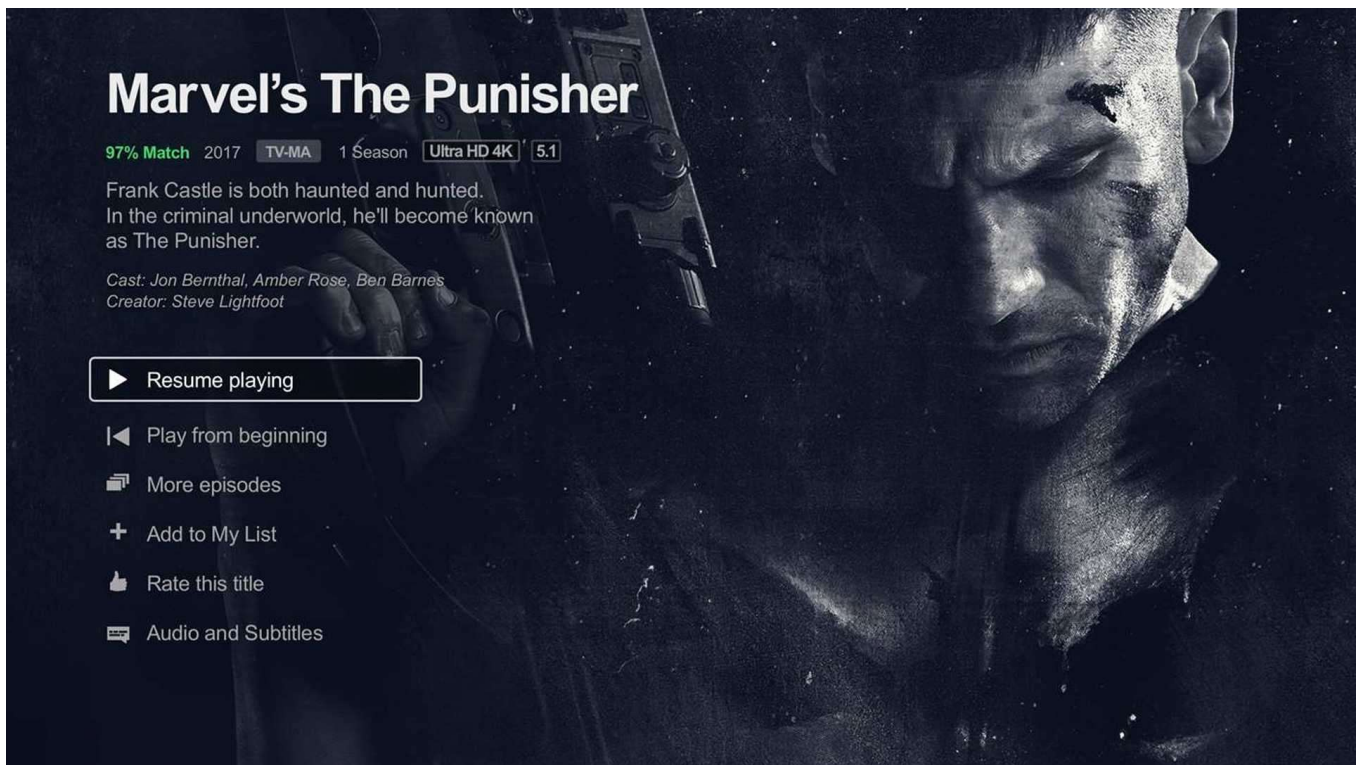 Marvel’s The Punisher
97% Match 2017 TV-MA 1 Season Ultra HD 4K 5.1
Frank Castle is both haunted and hunted.
In the criminal underworld, he'll become known
as The Punisher.
Cast: Jon Bernthal, Amber Rose, Ben Barnes
Creator: Steve Lightfoot
Resume playing
Play from beginning
More episodes
Add to My List
Rate this title
Audio and Subtitles